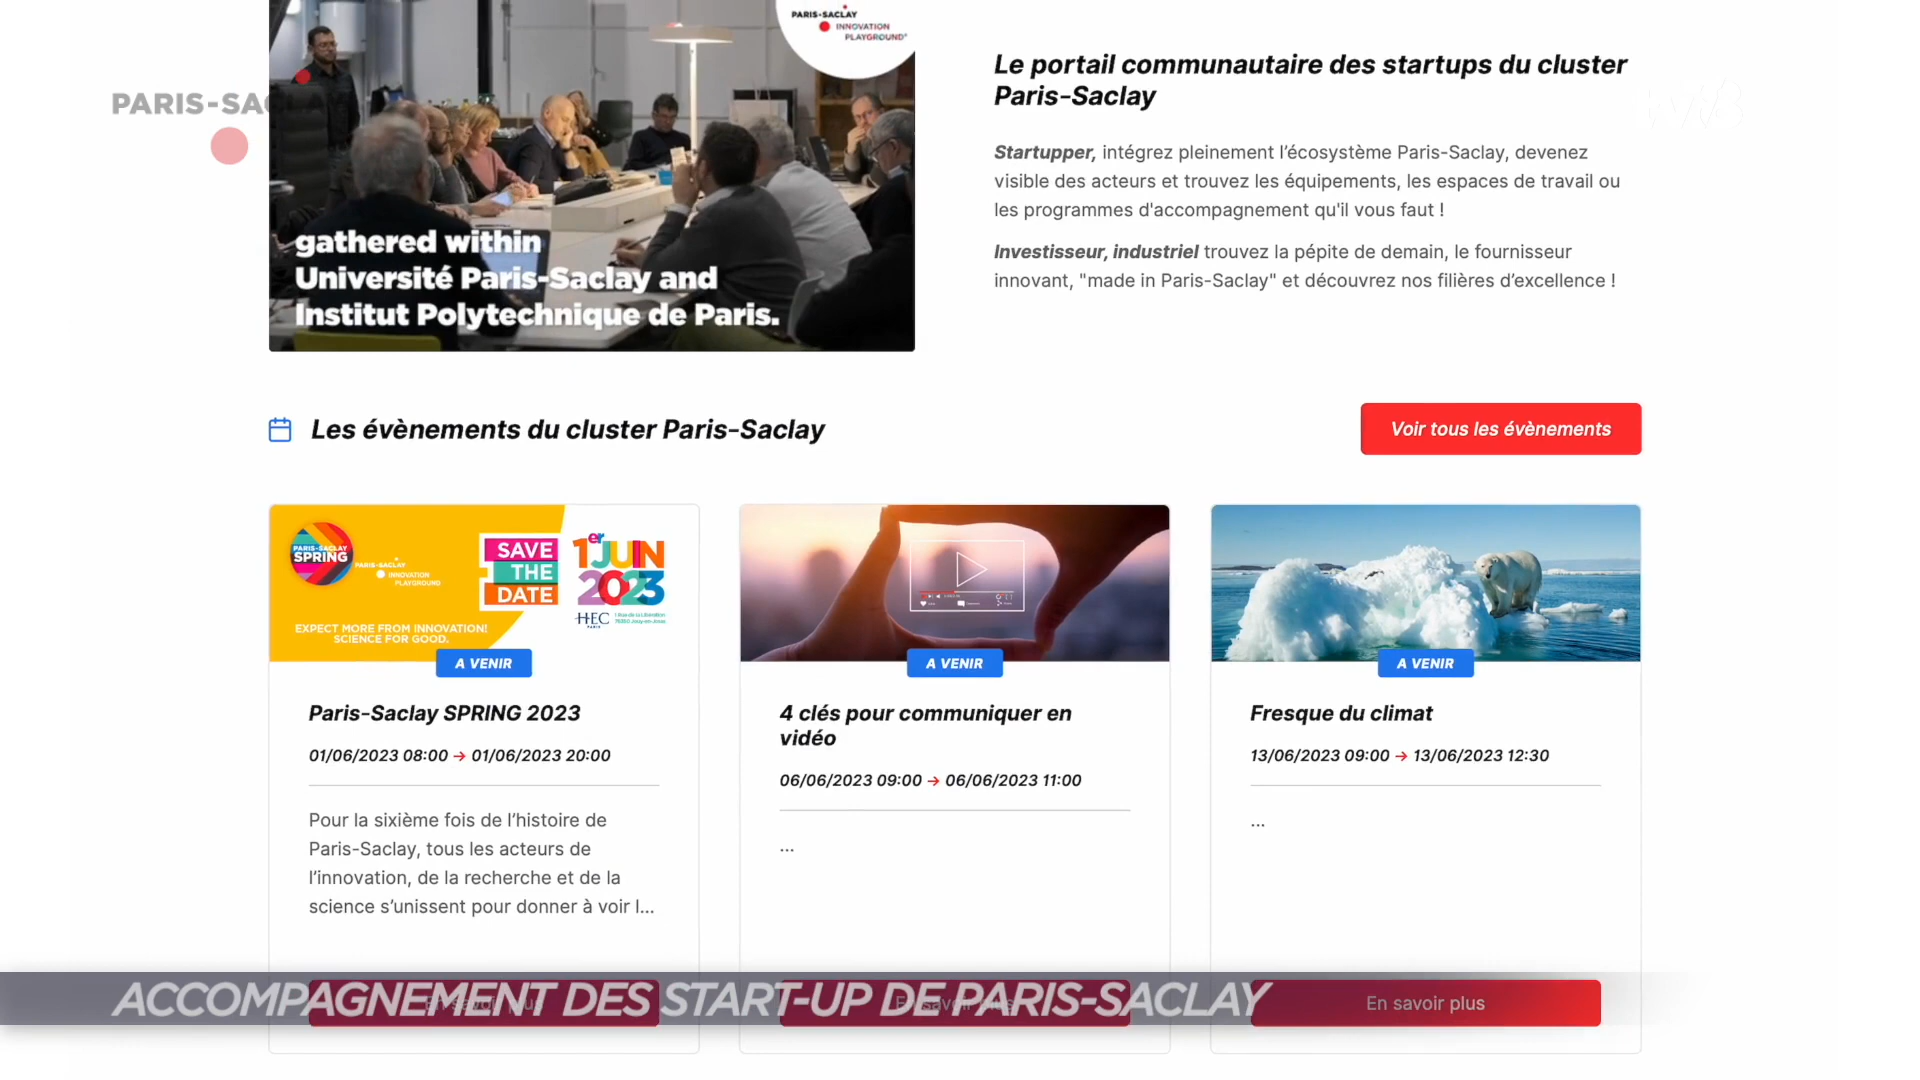 PARIS-SACLAY
INNOVATION
PLAYGROUND
PARIS-SAC
gathered within
Université Paris-Saclay and
Institut Polytechnique de Paris.
Le portail communautaire des startups du cluster
Paris-Saclay
Startupper, intégrez pleinement l’écosystème Paris-Saclay, devenez
visible des acteurs et trouvez les équipements, les espaces de travail ou
les programmes d'accompagnement qu'il vous faut !
Investisseur, industriel trouvez la pépite de demain, le fournisseur
innovant, "made in Paris-Saclay" et découvrez nos filières d’excellence !
Les évènements du cluster Paris-Saclay
Voir tous les évènements
PARIS-SACLAY
SPRING
PARIS-SACLAY
INNOVATION
PLAYGROUND
SAVE
THE
DATE
1er JUIN
2023
HEC
PARIS
EXPECT MORE FROM INNOVATION!
SCIENCE FOR GOOD.
A VENIR
Paris-Saclay SPRING 2023
01/06/2023 08:00 → 01/06/2023 20:00
Pour la sixième fois de l’histoire de
Paris-Saclay, tous les acteurs de
l’innovation, de la recherche et de la
science s’unissent pour donner à voir l...
A VENIR
4 clés pour communiquer en
vidéo
06/06/2023 09:00 → 06/06/2023 11:00
...
A VENIR
Fresque du climat
13/06/2023 09:00 → 13/06/2023 12:30
...
En savoir plus
ACCOMPAGNEMENT DES START-UP DE PARIS-SACLAY